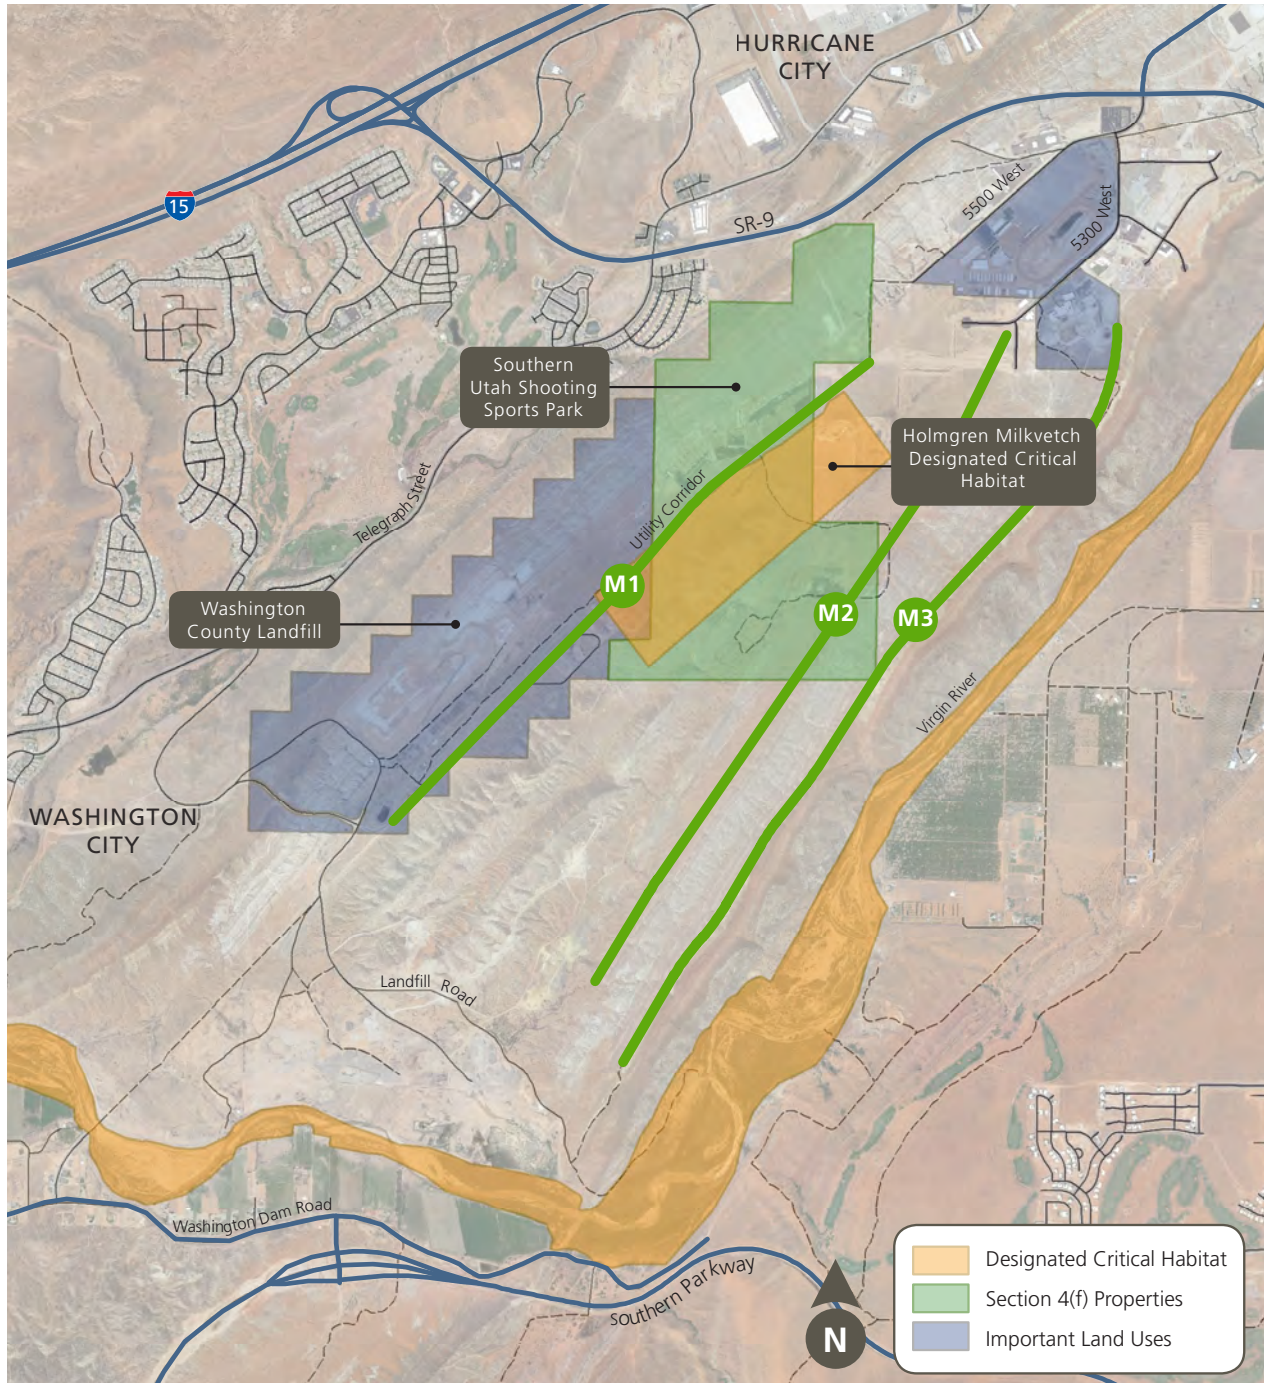 HURRICANE
CITY
15
SR-9
5500 West
5300 West
Southern
Utah Shooting
Sports Park
Holmgren Milkvetch
Designated Critical
Habitat
Telegraph Street
Utility Corridor
M1
Washington
County Landfill
M2
M3
Virgin River
WASHINGTON
CITY
Landfill Road
Washington Dam Road
Southern Parkway
N
Designated Critical Habitat
Section 4(f) Properties
Important Land Uses